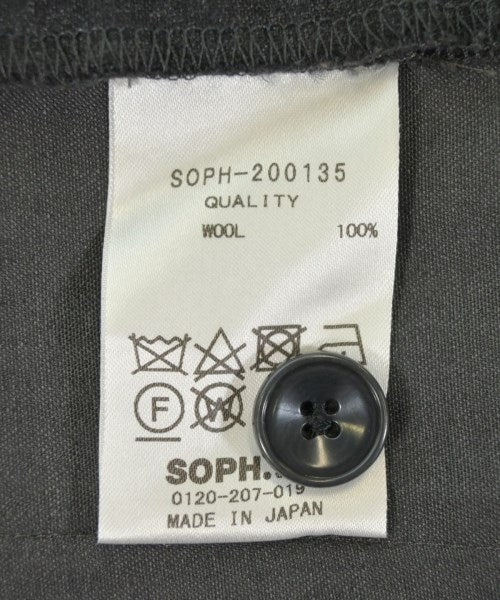 SOPH-200135
QUALITY
WOOL 100%
F W
SOPH.
0120-207-019
MADE IN JAPAN